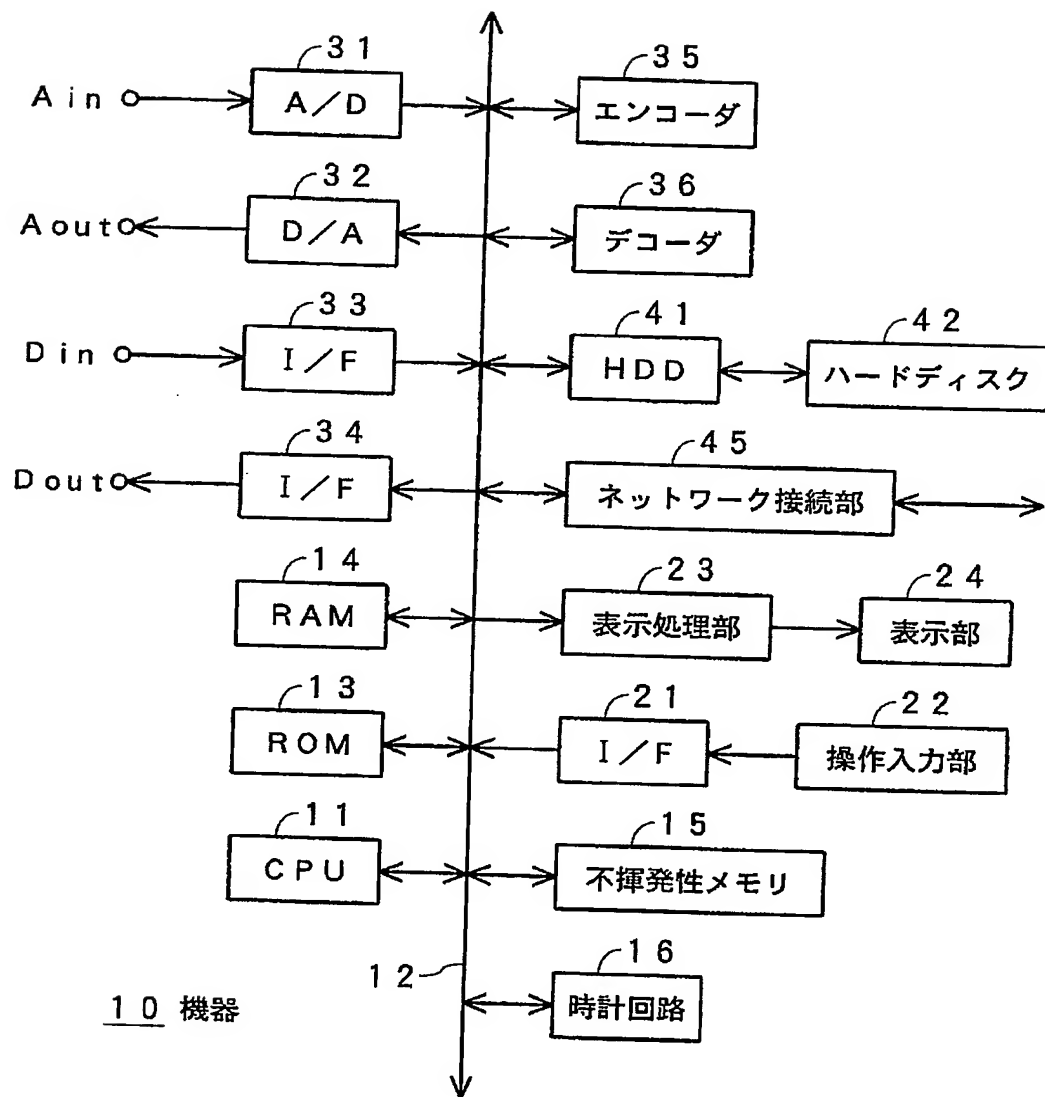 31
35
Ain
A/D
エンコーダ
32
36
Aout
D/A
デコーダ
33
41
42
Din
I/F
HDD
ハードディスク
34
45
Dout
I/F
ネットワーク接続部
14
23
24
RAM
表示処理部
表示部
13
21
22
ROM
I/F
操作入力部
11
15
CPU
不揮発性メモリ
12
16
10 機器
時計回路